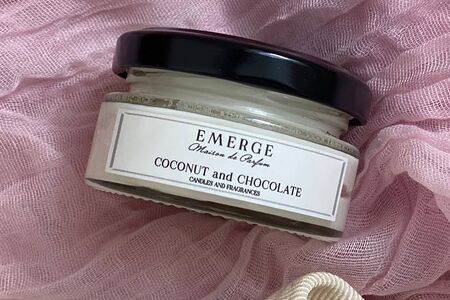 EMERGE
Maison de Parfum
COCONUT and CHOCOLATE
CANDLES AND FRAGRANCES